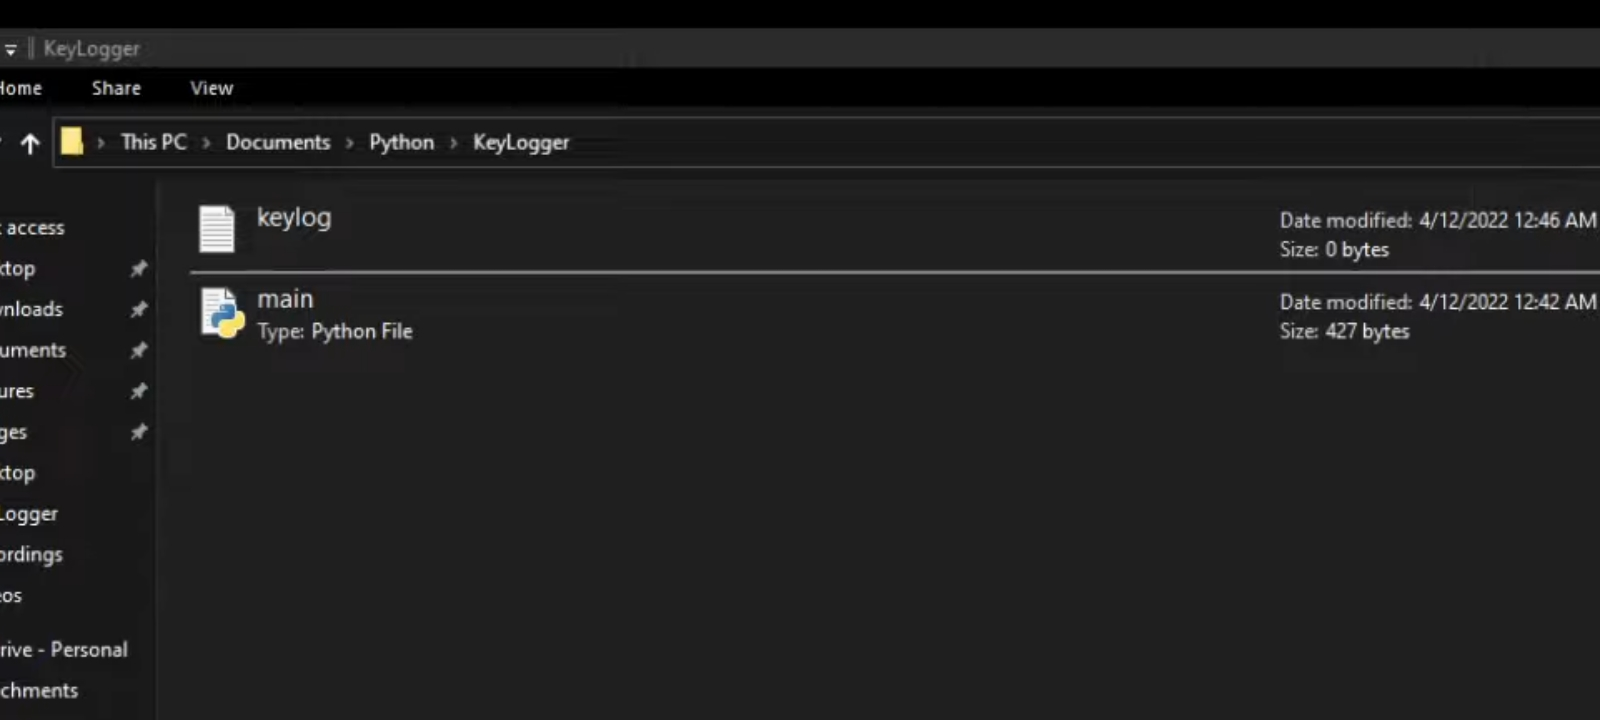 KeyLogger
Home Share View
This PC Documents Python KeyLogger
access
keylog
Date modified: 4/12/2022 12:46 AM
Size: 0 bytes
main
Type: Python File
Date modified: 4/12/2022 12:42 AM
Size: 427 bytes
ktop
wnloads
uments
ures
ges
ktop
Logger
ordings
eos
rive - Personal
chments